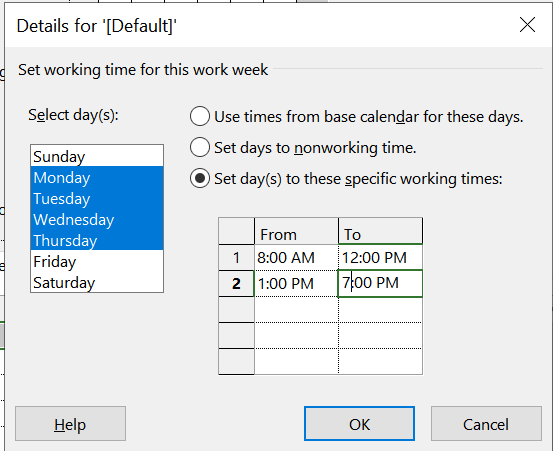 Details for '[Default]'
Set working time for this work week
Select day(s):
Sunday
Monday
Tuesday
Wednesday
Thursday
Friday
Saturday
Use times from base calendar for these days.
Set days to nonworking time.
Set day(s) to these specific working times:
From To
1 8:00 AM 12:00 PM
2 1:00 PM 7:00 PM
Help OK Cancel